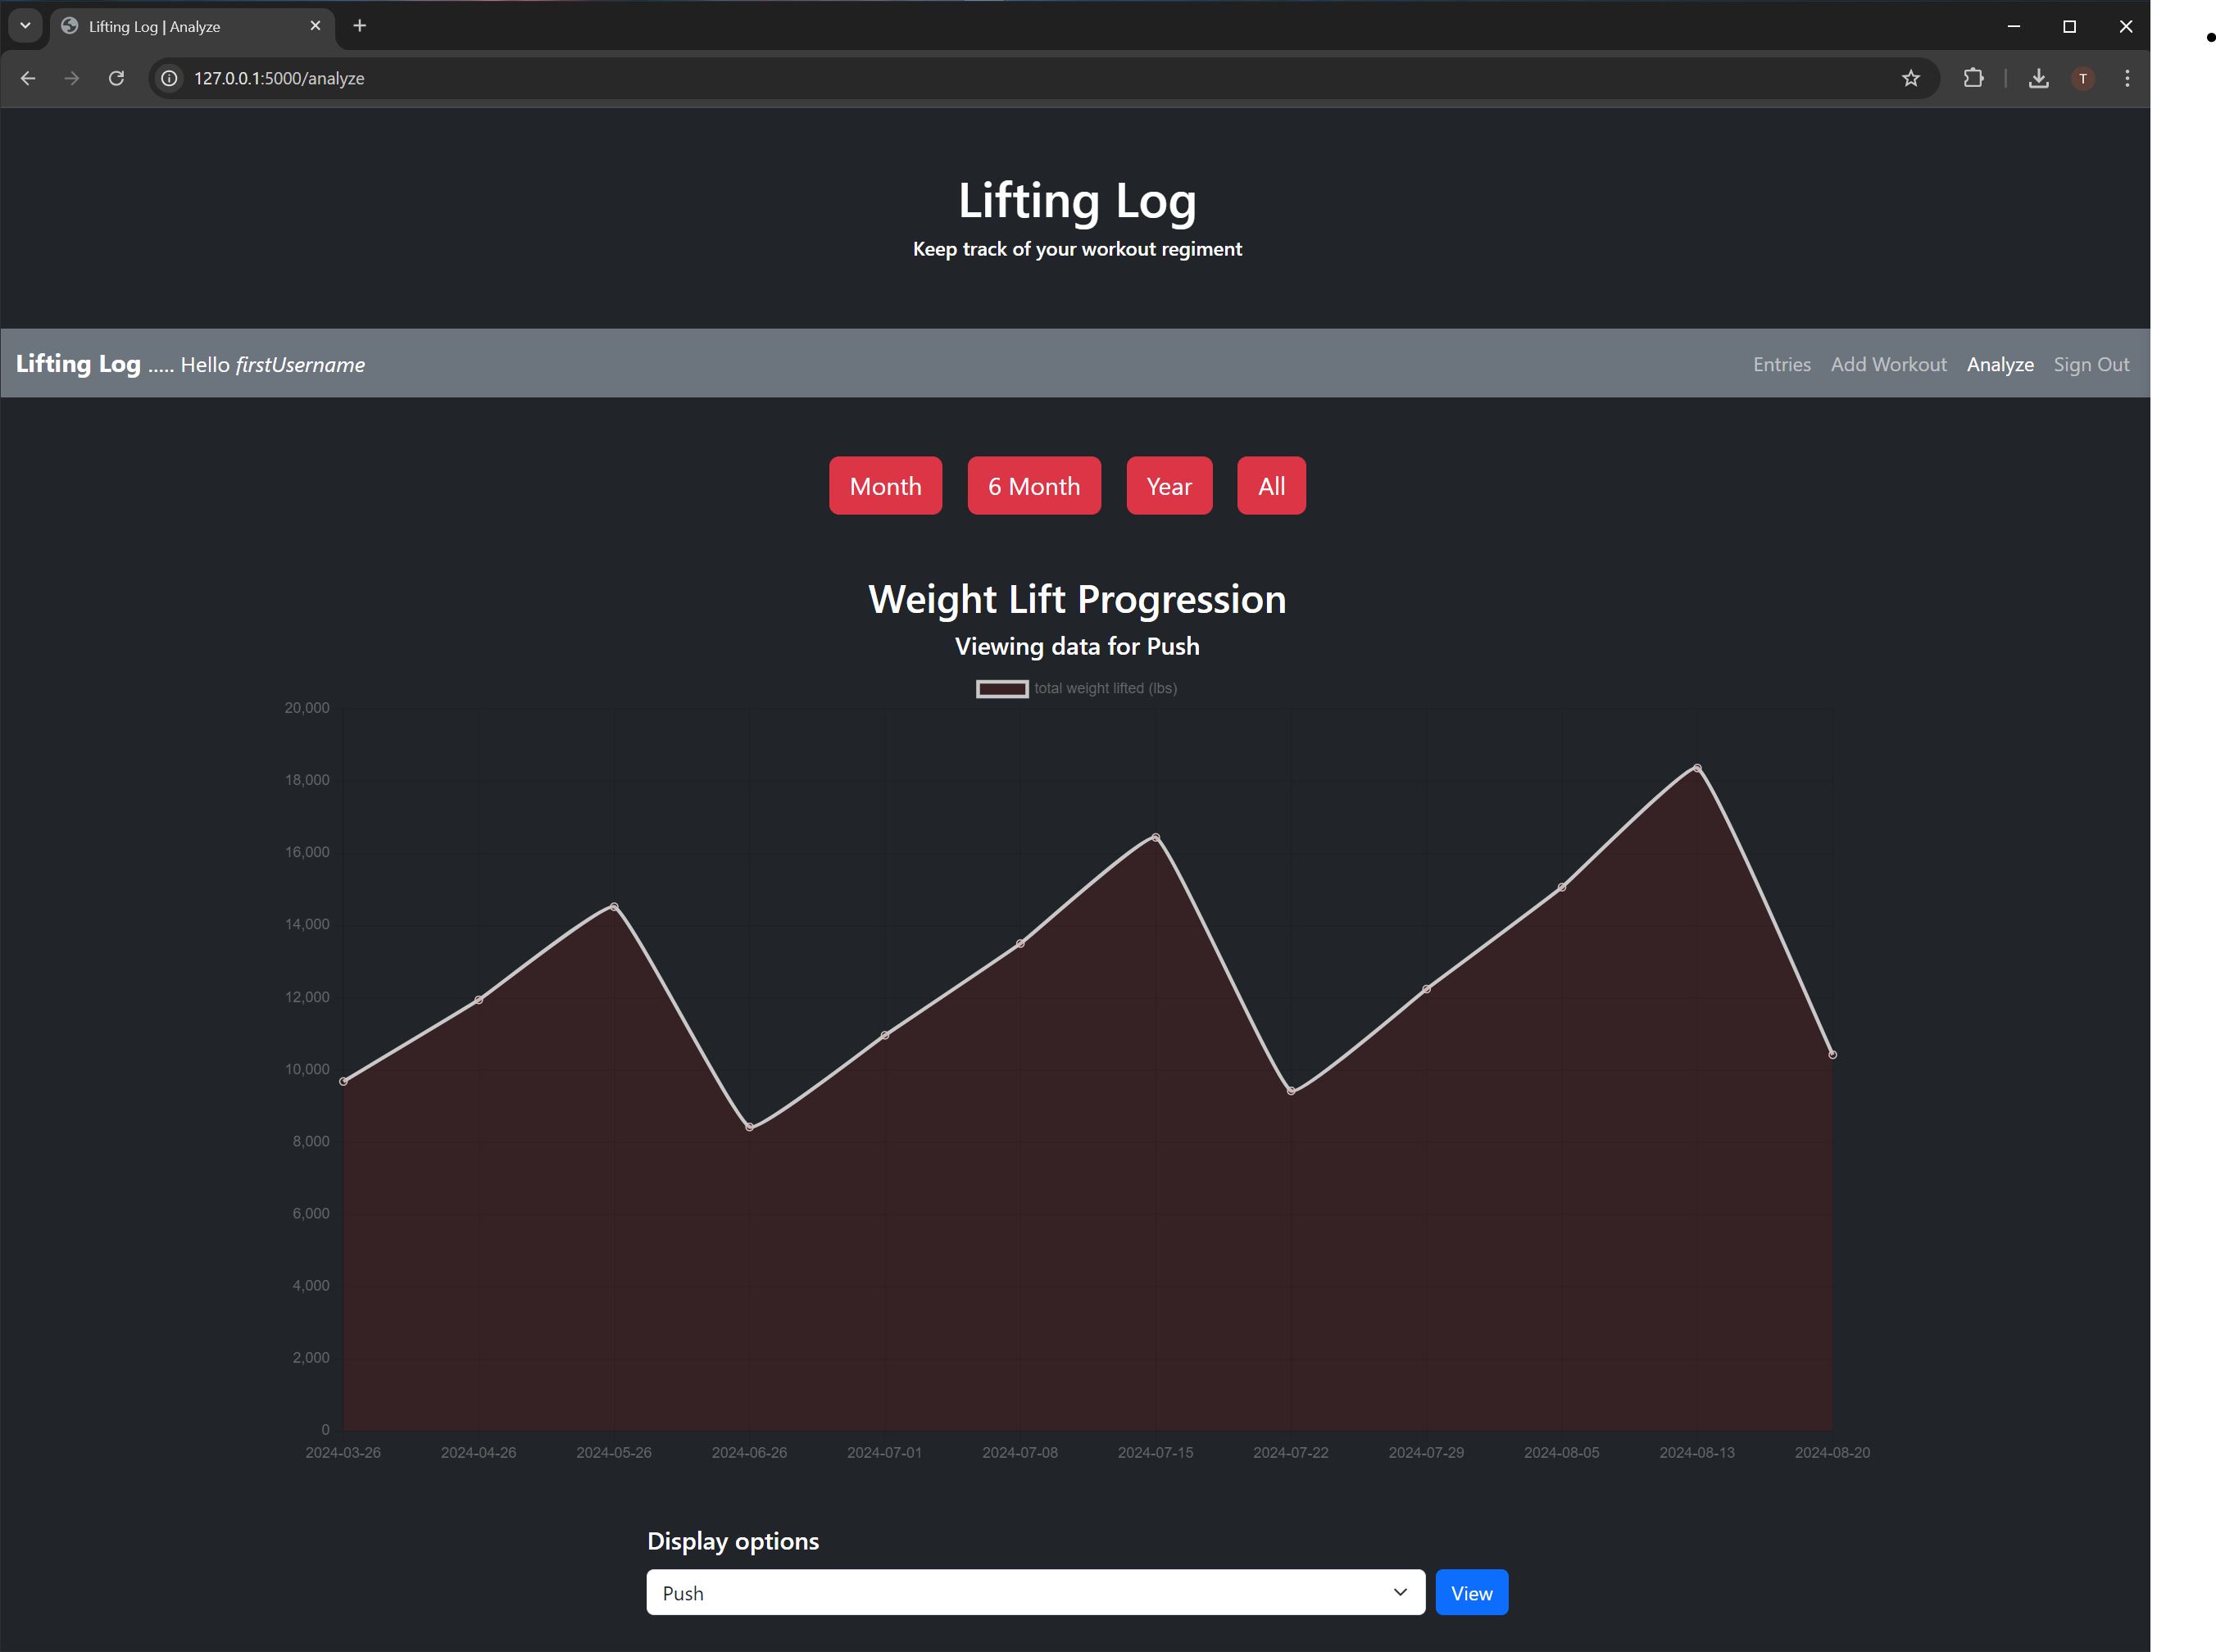 Lifting Log | Analyze
127.0.0.1:5000/analyze
T
Lifting Log
Keep track of your workout regiment
Lifting Log ..... Hello firstUsername
Entries Add Workout Analyze Sign Out
Month 6 Month Year All
Weight Lift Progression
Viewing data for Push
total weight lifted (lbs)
20,000
18,000
16,000
14,000
12,000
10,000
8,000
6,000
4,000
2,000
0
2024-03-26 2024-04-26 2024-05-26 2024-06-26 2024-07-01 2024-07-08 2024-07-15 2024-07-22 2024-07-29 2024-08-05 2024-08-13 2024-08-20
Display options
Push
View